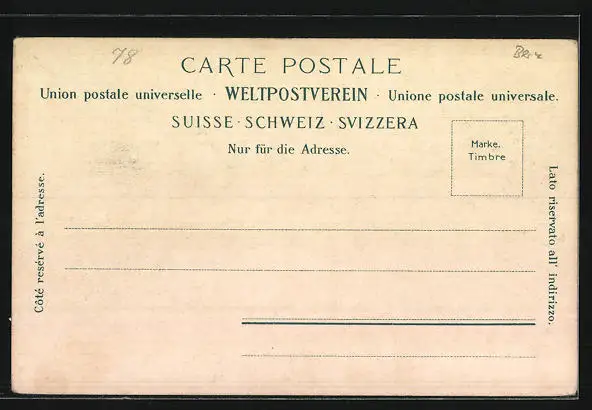 78
CARTE POSTALE
Union postale universelle · WELTPOSTVEREIN · Unione postale universale.
SUISSE · SCHWEIZ · SVIZZERA
Nur für die Adresse.
Marke.
Timbre
Côté resérvé à l'adresse.
Lato riservato all' indirizzo.